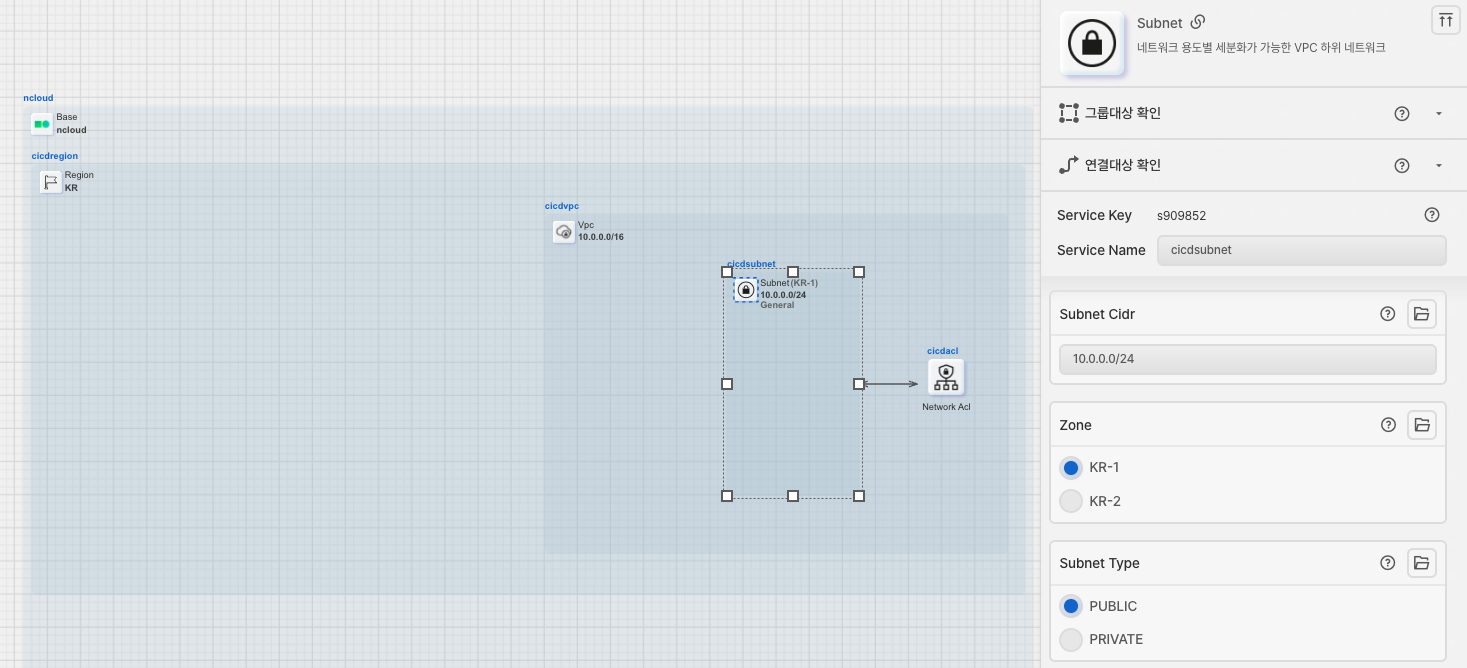 ncloud
Base
ncloud
cicdregion
Region
KR
cicdvpc
Vpc
10.0.0.0/16
cicdsubnet
Subnet (KR-1)
10.0.0.0/24
General
cicdacl
Network Acl
Subnet
네트워크 용도별 세분화가 가능한 VPC 하위 네트워크
그룹대상 확인
연결대상 확인
Service Key s909852
Service Name cicdsubnet
Subnet Cidr
10.0.0.0/24
Zone
KR-1
KR-2
Subnet Type
PUBLIC
PRIVATE